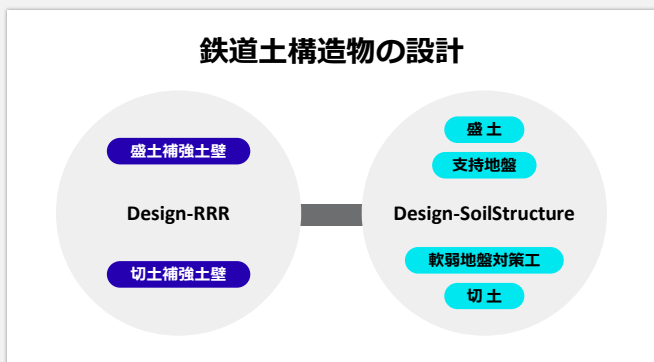 鉄道土構造物の設計
盛土補強土壁
Design-RRR
切土補強土壁
盛 土
支持地盤
Design-SoilStructure
軟弱地盤対策工
切 土